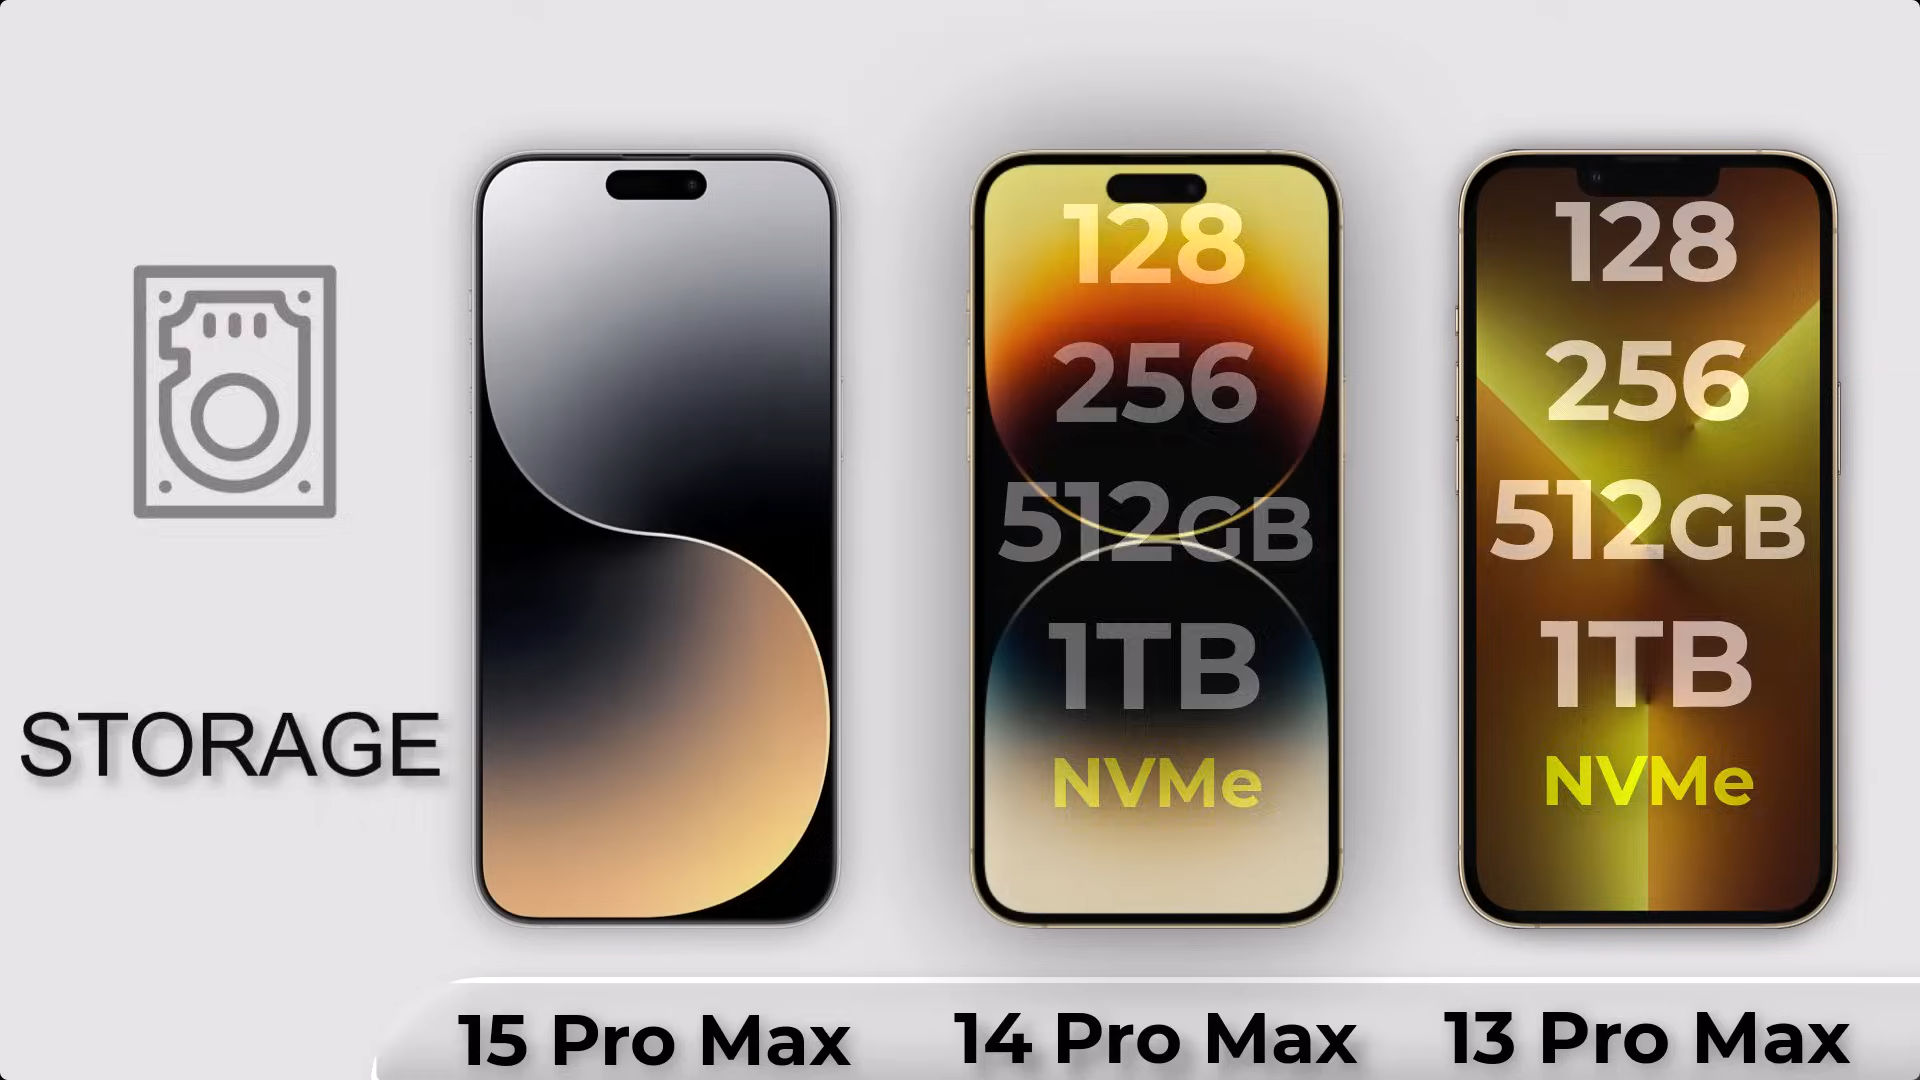 STORAGE
128
256
512GB
1TB
NVMe
128
256
512GB
1TB
NVMe
15 Pro Max
14 Pro Max
13 Pro Max